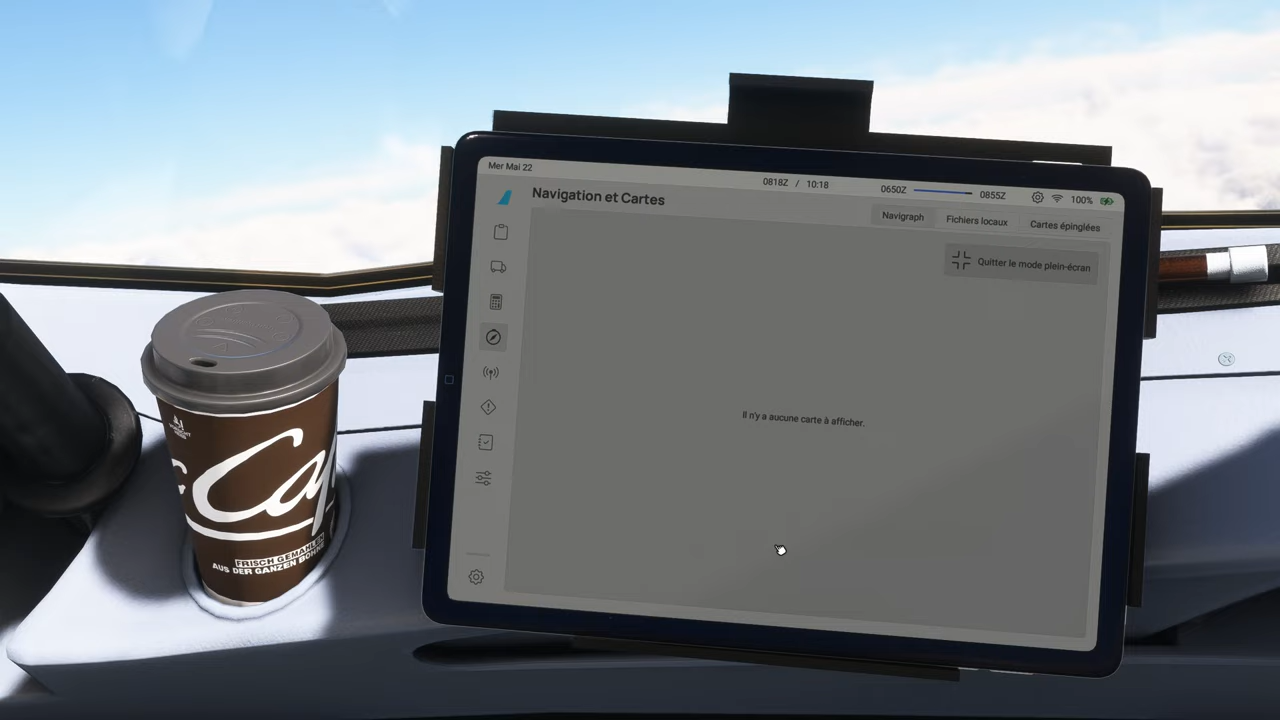 Mer Mai 22
0818Z / 10:18
0650Z
0855Z
100%
Navigation et Cartes
Navigraph
Fichiers locaux
Cartes épinglées
Quitter le mode plein-écran
Il n'y a aucune carte à afficher.
FRISCH GEMAHLEN
AUS DER GANZEN BOHNE